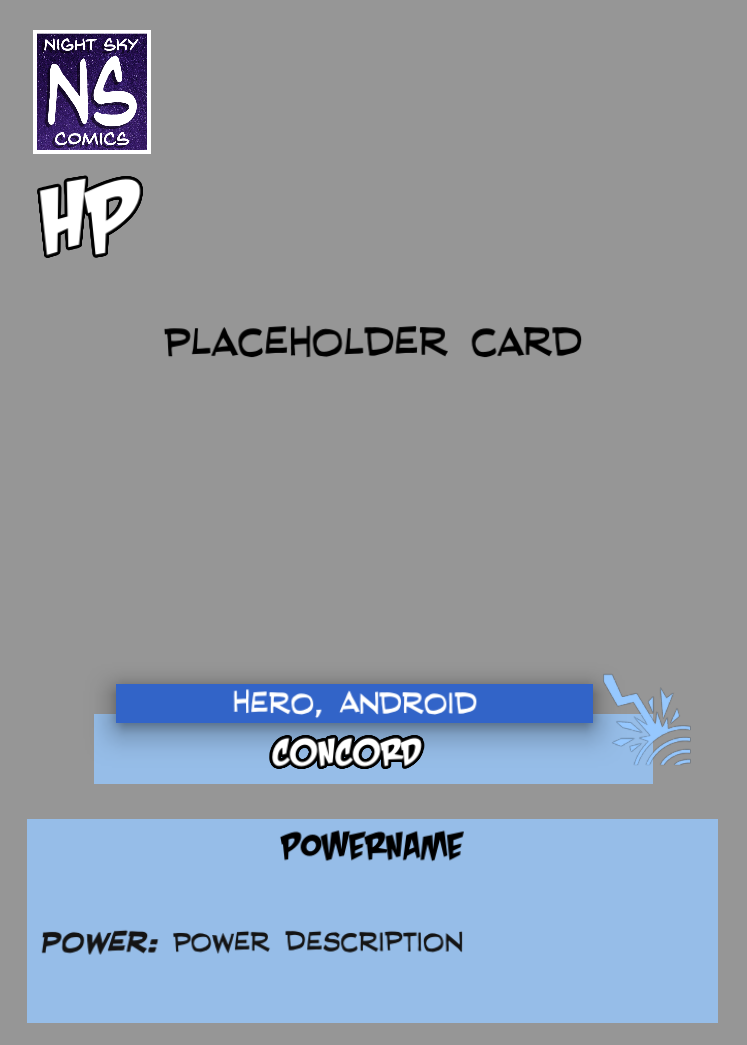 NIGHT SKY
NS
COMICS
HP
PLACEHOLDER CARD
HERO, ANDROID
CONCORD
POWERNAME
POWER: POWER DESCRIPTION